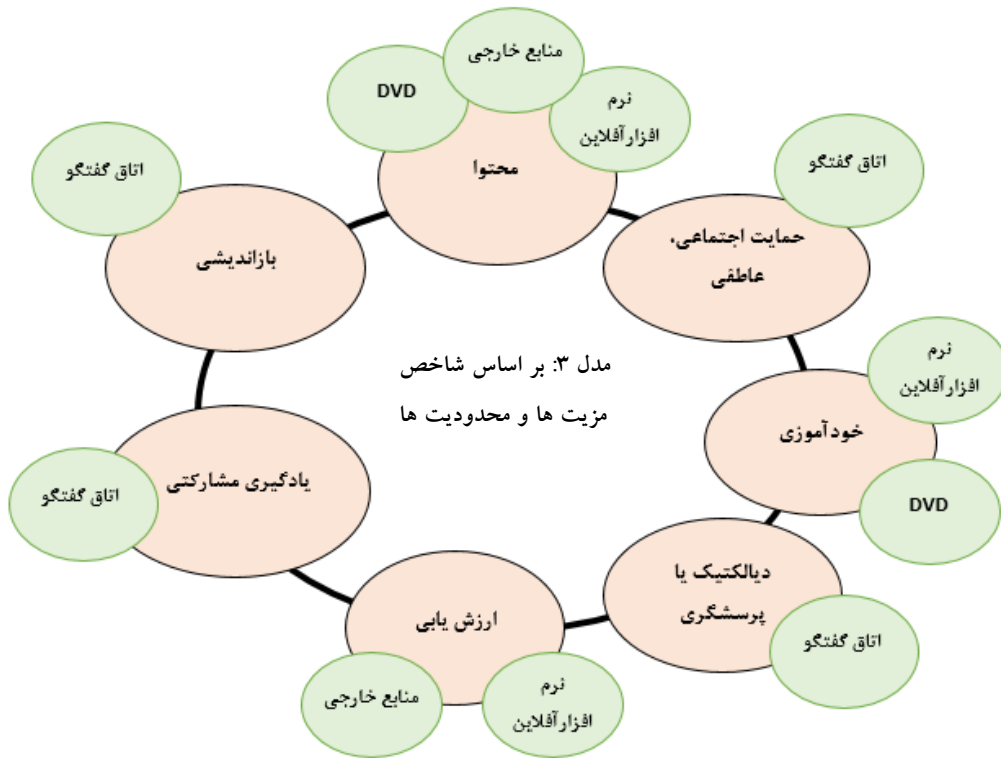 منابع خارجی
DVD
نرم
افزارآفلاین
محتوا
اتاق گفتگو
حمایت اجتماعی،
عاطفی
نرم
افزارآفلاین
خودآموزی
DVD
دیالکتیک یا
پرسشگری
اتاق گفتگو
ارزش یابی
نرم
افزارآفلاین
منابع خارجی
یادگیری مشارکتی
اتاق گفتگو
بازاندیشی
اتاق گفتگو
مدل ۳: بر اساس شاخص
مزیت ها و محدودیت ها